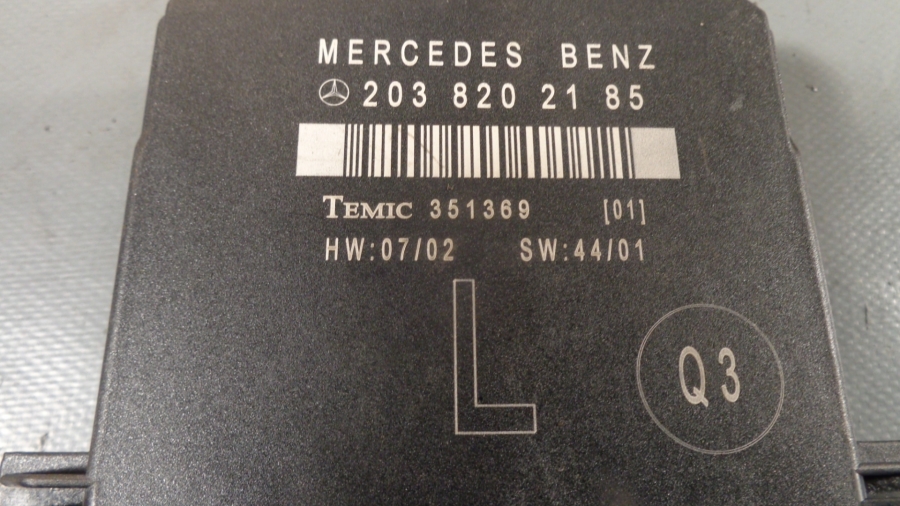 MERCEDES BENZ
203 820 21 85
TEMIC 351369 [01]
HW:07/02 SW:44/01
L
Q3